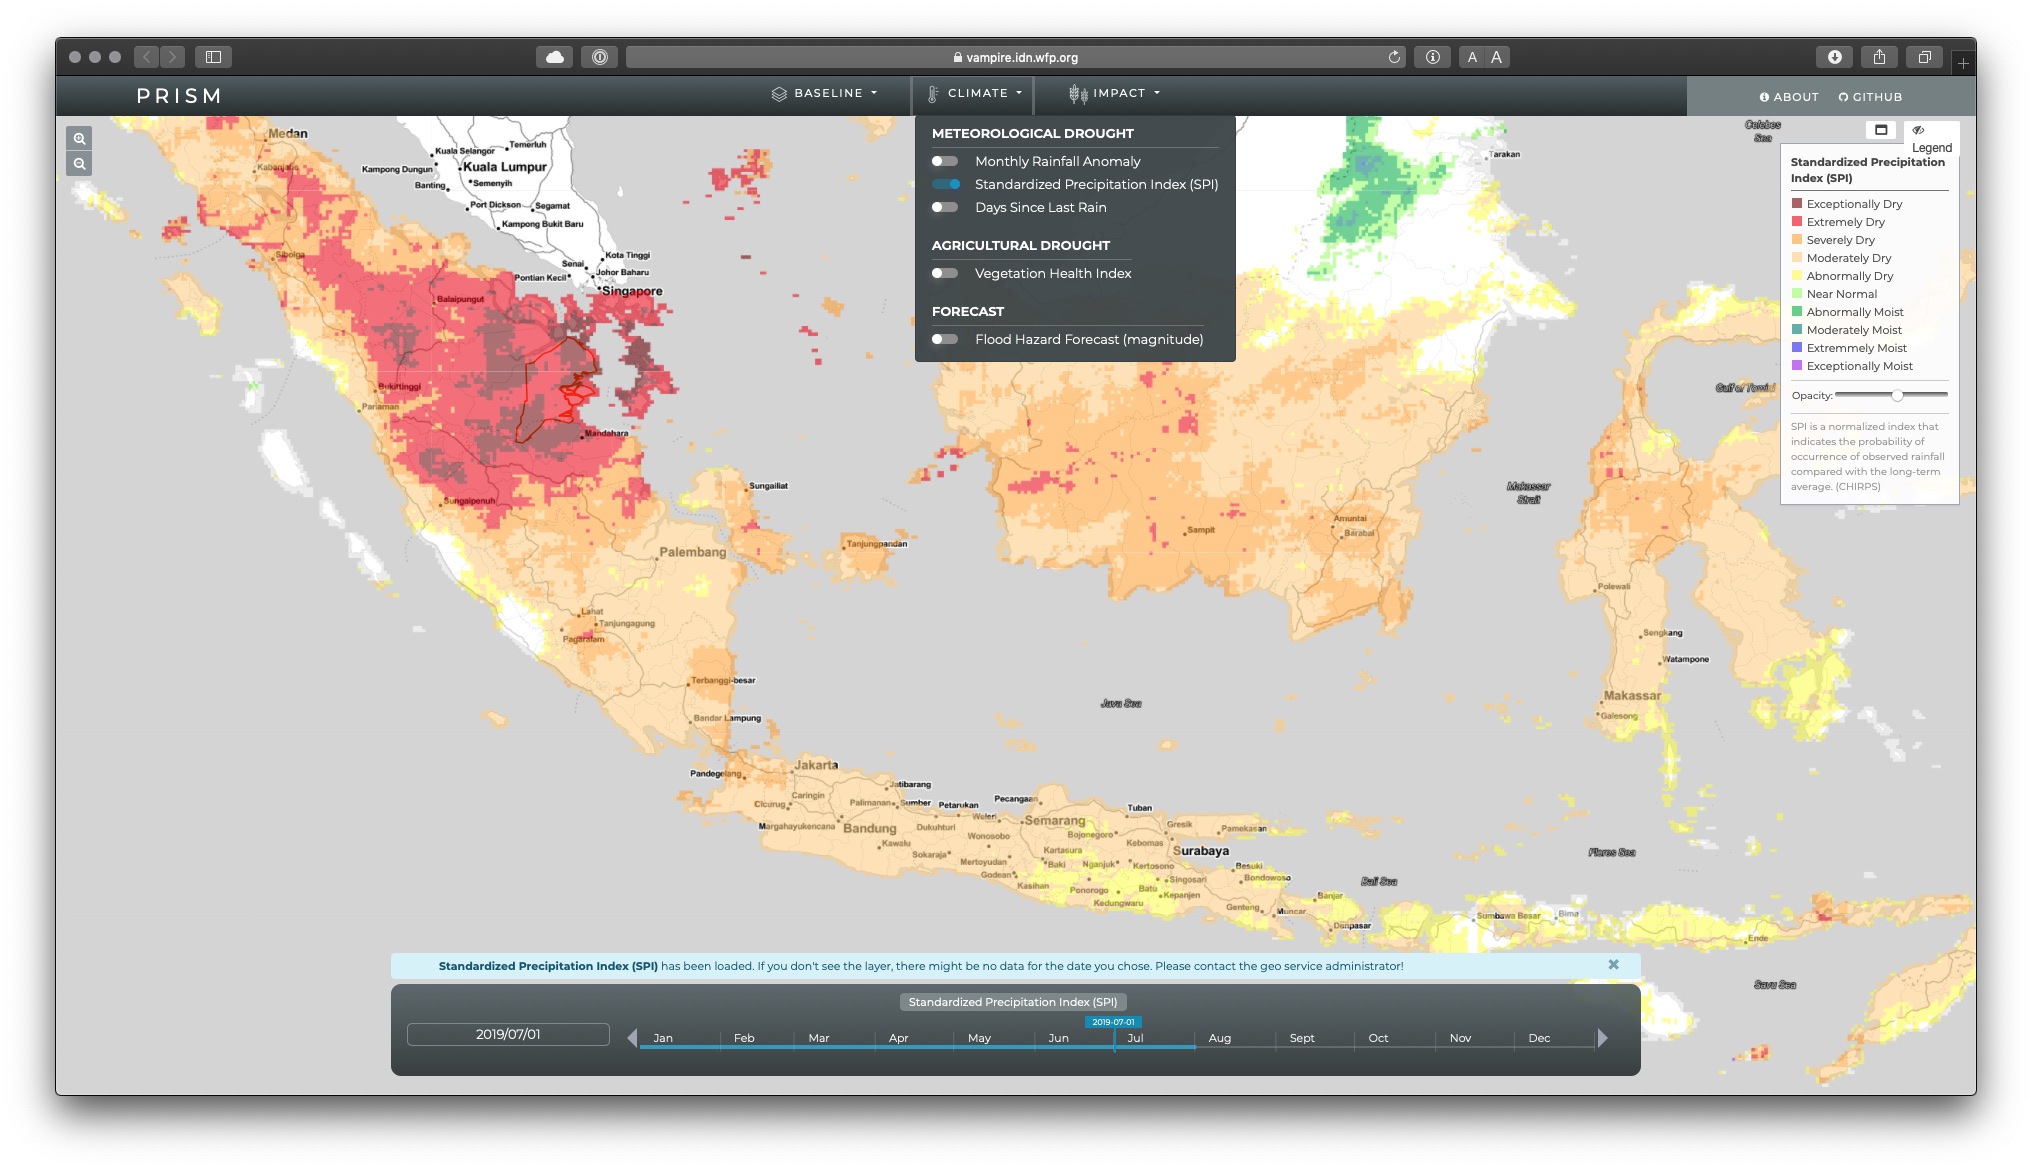 vampire.idn.wfp.org
A A
PRISM
BASELINE
CLIMATE
IMPACT
ABOUT
GITHUB
METEOROLOGICAL DROUGHT
Monthly Rainfall Anomaly
Standardized Precipitation Index (SPI)
Days Since Last Rain
AGRICULTURAL DROUGHT
Vegetation Health Index
FORECAST
Flood Hazard Forecast (magnitude)
Legend
Standardized Precipitation
Index (SPI)
Exceptionally Dry
Extremely Dry
Severely Dry
Moderately Dry
Abnormally Dry
Near Normal
Abnormally Moist
Moderately Moist
Extremmely Moist
Exceptionally Moist
Opacity:
SPI is a normalized index that
indicates the probability of
occurrence of observed rainfall
compared with the long-term
average. (CHIRPS)
Celebes
Sea
Medan
Kabanjahe
Kuala Selangor
Temerluh
Kampong Dungun
Kuala Lumpur
Banting
Semenyih
Port Dickson
Segamat
Kampong Bukit Baru
Tarakan
Sibolga
Kota Tinggi
Senai
Johor Baharu
Pontian Kecil
Singapore
Balaipungut
Bukittinggi
Pariaman
Mandahara
Sungaipenuh
Sungailiat
Makassar
Strait
Palembang
Tanjungpandan
Sampit
Amuntai
Barabai
Polewali
Lahat
Tanjungagung
Pagaralam
Sengkang
Watampone
Terbanggi-besar
Makassar
Galesong
Java Sea
Bandar Lampung
Jakarta
Pandegelang
Jatibarang
Cicurug
Caringin
Palimanan
Sumber
Petarukan
Pecangaan
Tuban
Margahayukencana
Bandung
Dukuhturi
Weleri
Semarang
Gresik
Pamekasan
Wonosobo
Bojonegoro
Kawalu
Kebomas
Surabaya
Flores Sea
Sokaraja
Mertoyudan
Kartasura
Baki
Nganjuk
Kertosono
Besuki
Godean
Kasihan
Singosari
Bondowoso
Bali Sea
Ponorogo
Batu
Kepanjen
Banjar
Kedungwaru
Genteng
Muncar
Denpasar
Sumbawa Besar
Bima
Ende
Savu Sea
Standardized Precipitation Index (SPI) has been loaded. If you don't see the layer, there might be no data for the date you chose. Please contact the geo service administrator!
Standardized Precipitation Index (SPI)
2019/07/01
2019-07-01
Jan Feb Mar Apr May Jun Jul Aug Sept Oct Nov Dec